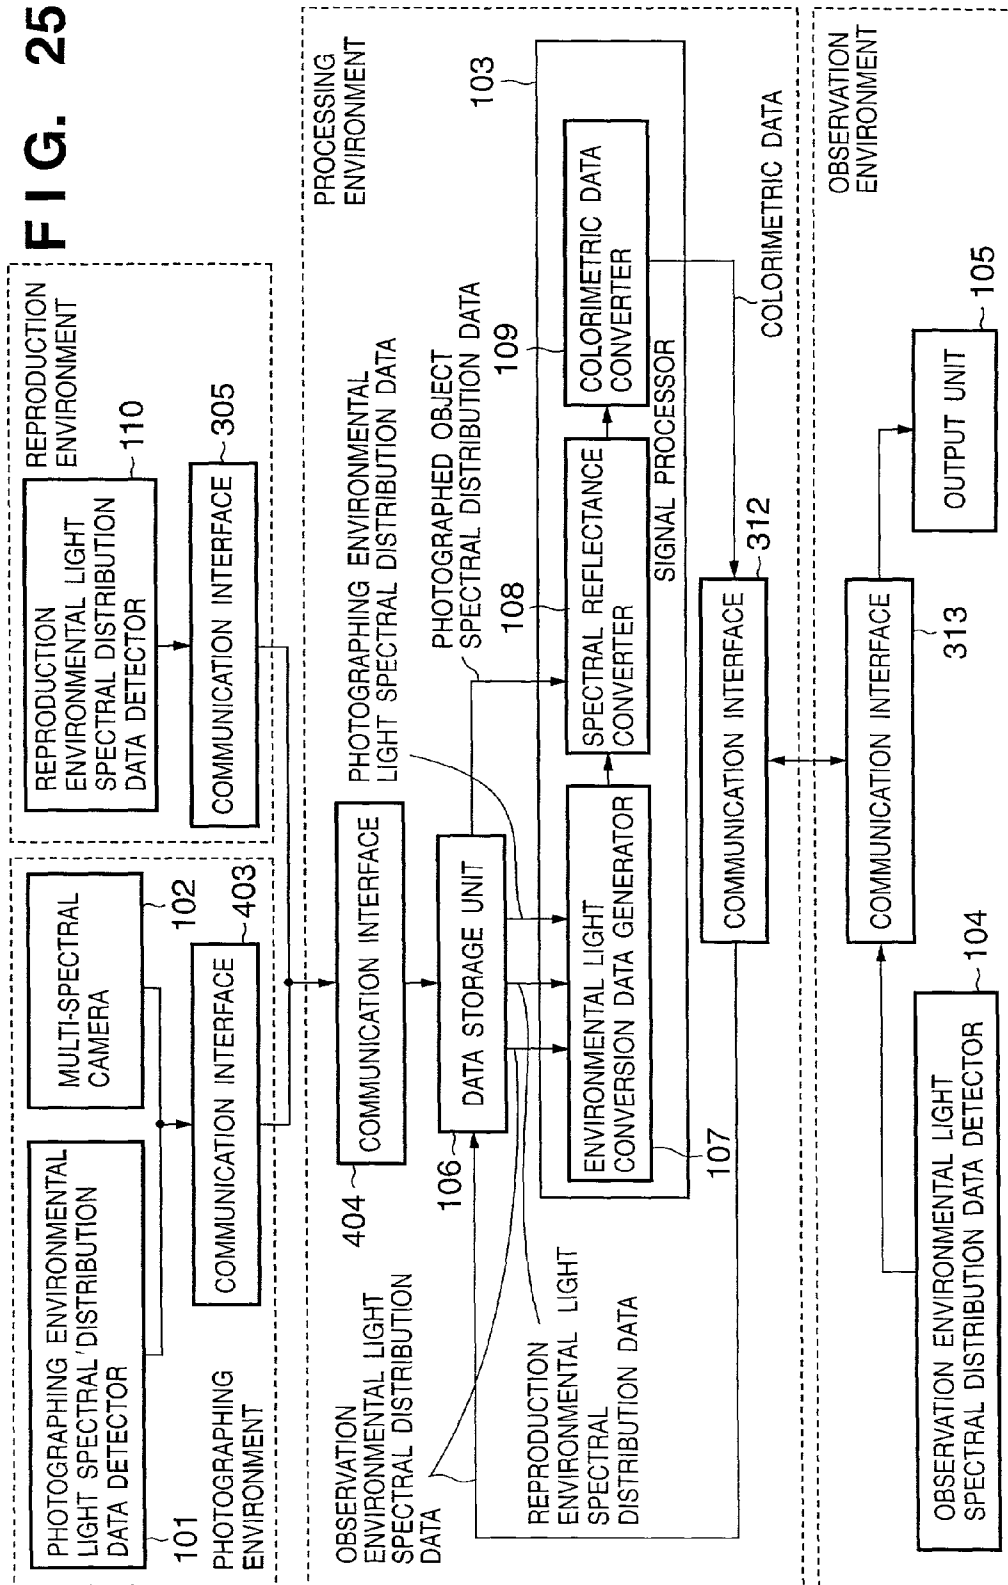 FIG. 25
PHOTOGRAPHING ENVIRONMENTAL
LIGHT SPECTRAL DISTRIBUTION
DATA DETECTOR
101
MULTI-SPECTRAL
CAMERA
102
COMMUNICATION INTERFACE
403
PHOTOGRAPHING
ENVIRONMENT
REPRODUCTION
ENVIRONMENT
REPRODUCTION
ENVIRONMENTAL LIGHT
SPECTRAL DISTRIBUTION
DATA DETECTOR
110
COMMUNICATION INTERFACE
305
PROCESSING
ENVIRONMENT
COMMUNICATION INTERFACE
404
DATA STORAGE UNIT
106
PHOTOGRAPHING ENVIRONMENTAL
LIGHT SPECTRAL DISTRIBUTION DATA
PHOTOGRAPHED OBJECT
SPECTRAL DISTRIBUTION DATA
OBSERVATION
ENVIRONMENTAL LIGHT
SPECTRAL DISTRIBUTION
DATA
REPRODUCTION
ENVIRONMENTAL LIGHT
SPECTRAL
DISTRIBUTION DATA
103
ENVIRONMENTAL LIGHT
CONVERSION DATA GENERATOR
107
SPECTRAL REFLECTANCE
CONVERTER
108
COLORIMETRIC DATA
CONVERTER
109
SIGNAL PROCESSOR
COMMUNICATION INTERFACE
312
COLORIMETRIC DATA
OBSERVATION
ENVIRONMENT
COMMUNICATION INTERFACE
313
OUTPUT UNIT
105
OBSERVATION ENVIRONMENTAL LIGHT
SPECTRAL DISTRIBUTION DATA DETECTOR
104